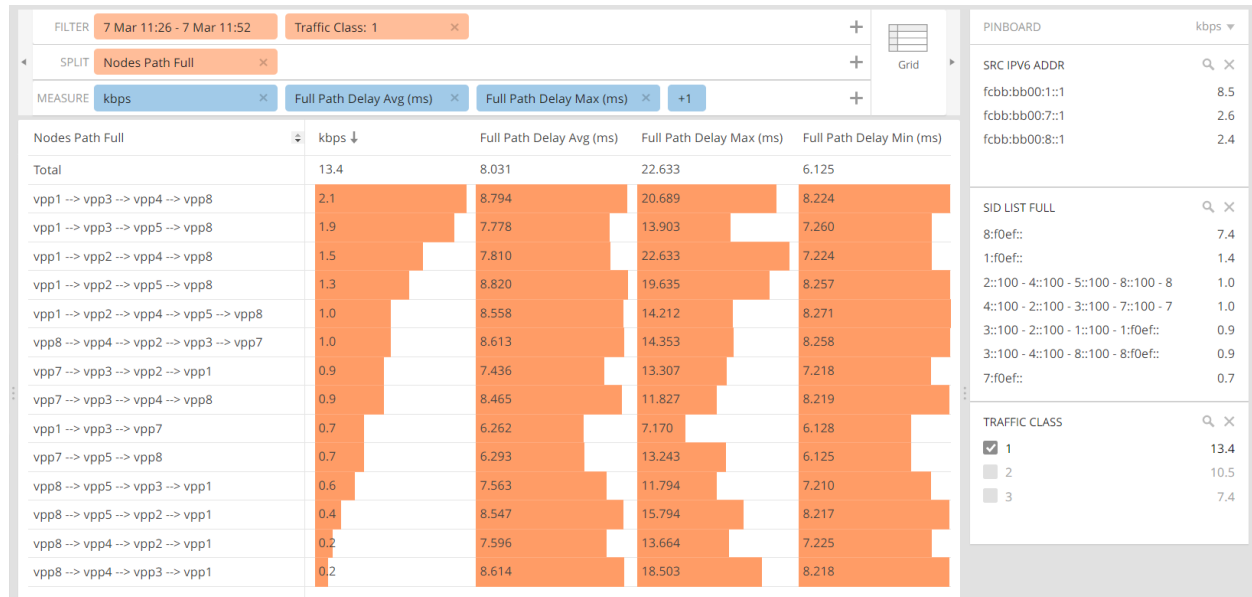 FILTER 7 Mar 11:26 - 7 Mar 11:52 × Traffic Class: 1 × +
SPLIT Nodes Path Full × +
MEASURE kbps × Full Path Delay Avg (ms) × Full Path Delay Max (ms) × +1 +
Grid
Nodes Path Full kbps ↓ Full Path Delay Avg (ms) Full Path Delay Max (ms) Full Path Delay Min (ms)
Total 13.4 8.031 22.633 6.125
vpp1 --> vpp3 --> vpp4 --> vpp8 2.1 8.794 20.689 8.224
vpp1 --> vpp3 --> vpp5 --> vpp8 1.9 7.778 13.903 7.260
vpp1 --> vpp2 --> vpp4 --> vpp8 1.5 7.810 22.633 7.224
vpp1 --> vpp2 --> vpp5 --> vpp8 1.3 8.820 19.635 8.257
vpp1 --> vpp2 --> vpp4 --> vpp5 --> vpp8 1.0 8.558 14.212 8.271
vpp8 --> vpp4 --> vpp2 --> vpp3 --> vpp7 1.0 8.613 14.353 8.258
vpp7 --> vpp3 --> vpp2 --> vpp1 0.9 7.436 13.307 7.218
vpp7 --> vpp3 --> vpp4 --> vpp8 0.9 8.465 11.827 8.219
vpp1 --> vpp3 --> vpp7 0.7 6.262 7.170 6.128
vpp7 --> vpp5 --> vpp8 0.7 6.293 13.243 6.125
vpp8 --> vpp5 --> vpp3 --> vpp1 0.6 7.563 11.794 7.210
vpp8 --> vpp5 --> vpp2 --> vpp1 0.4 8.547 15.794 8.217
vpp8 --> vpp4 --> vpp2 --> vpp1 0.2 7.596 13.664 7.225
vpp8 --> vpp4 --> vpp3 --> vpp1 0.2 8.614 18.503 8.218
PINBOARD kbps
SRC IPV6 ADDR
fcbb:bb00:1::1 8.5
fcbb:bb00:7::1 2.6
fcbb:bb00:8::1 2.4
SID LIST FULL
8:f0ef:: 7.4
1:f0ef:: 1.4
2::100 - 4::100 - 5::100 - 8::100 - 8 1.0
4::100 - 2::100 - 3::100 - 7::100 - 7 1.0
3::100 - 2::100 - 1::100 - 1:f0ef:: 0.9
3::100 - 4::100 - 8::100 - 8:f0ef:: 0.9
7:f0ef:: 0.7
TRAFFIC CLASS
1 13.4
2 10.5
3 7.4